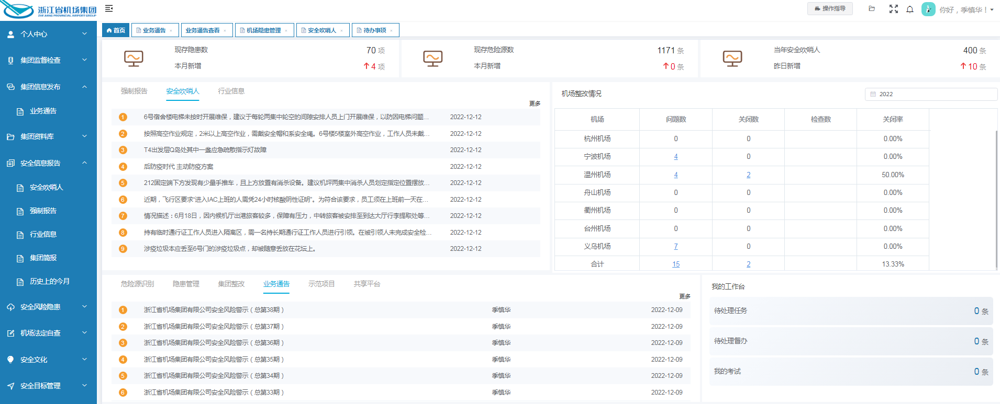 浙江省机场集团
ZHEJIANG PROVINCIAL AIRPORT GROUP
操作指导
你好，季慎华！
个人中心
集团监督检查
集团信息发布
业务通告
集团资料库
安全信息报告
安全吹哨人
强制报告
行业信息
集团简报
历史上的今月
安全风险隐患
机场法定自查
安全文化
安全目标管理
首页 业务通告 业务通告查看 机场隐患管理 安全吹哨人 待办事项
现存隐患数 70 项
本月新增 4 项
现存危险源数 1171 条
本月新增 0 条
当年安全吹哨人 400 条
昨日新增 10 条
强制报告 安全吹哨人 行业信息
更多
1 6号宿舍楼电梯未按时开展维保，建议于每轮两集中轮空的间隙安排人员上门开展维保，以防因电梯问题... 2022-12-12
2 按照高空作业规定，2米以上高空作业，需戴安全帽和系安全绳。6号楼5楼室外高空作业，工作人员未戴... 2022-12-12
3 T4出发层Q岛处其中一盏应急疏散指示灯故障 2022-12-12
4 后防疫时代 主动防疫方案 2022-12-12
5 212固定端下方发现有少量手推车，且上方放置有消杀设备。建议机坪两集中消杀人员划定指定位置摆放... 2022-12-12
6 近期，飞行区要求“进入IAC上班的人需凭24小时核酸阴性证明”。为符合该要求，员工须在上班前一天在... 2022-12-12
7 情况描述：6月18日，因内候机厅出港旅客较多，保障有压力，中转旅客被安排至到达大厅行李提取处等... 2022-12-12
8 持有临时通行证工作人员进入隔离区，需一名持长期通行证工作人员进行引领。在被引领人未完成安全检... 2022-12-12
9 涉疫垃圾本应丢至6号门的涉疫垃圾点，却被随意丢放在花坛上。 2022-12-12
机场整改情况 2022
机场 问题数 关闭数 检查数 关闭率
杭州机场 0 0 0.00%
宁波机场 4 0 0.00%
温州机场 4 2 50.00%
舟山机场 0 0 0.00%
衢州机场 0 0 0.00%
台州机场 0 0 0.00%
义乌机场 7 0 0.00%
合计 15 2 13.33%
危险源识别 隐患管理 集团整改 业务通告 示范项目 共享平台
更多
1 浙江省机场集团有限公司安全风险警示（总第38期） 季慎华 2022-12-09
2 浙江省机场集团有限公司安全风险警示（总第37期） 季慎华 2022-12-09
3 浙江省机场集团有限公司安全风险警示（总第36期） 季慎华 2022-12-09
4 浙江省机场集团有限公司安全风险警示（总第35期） 季慎华 2022-12-09
5 浙江省机场集团有限公司安全风险警示（总第34期） 季慎华 2022-12-09
6 浙江省机场集团有限公司安全风险警示（总第33期） 季慎华 2022-12-09
我的工作台
待处理任务 0 条
待处理督办 0 条
我的考试 0 条